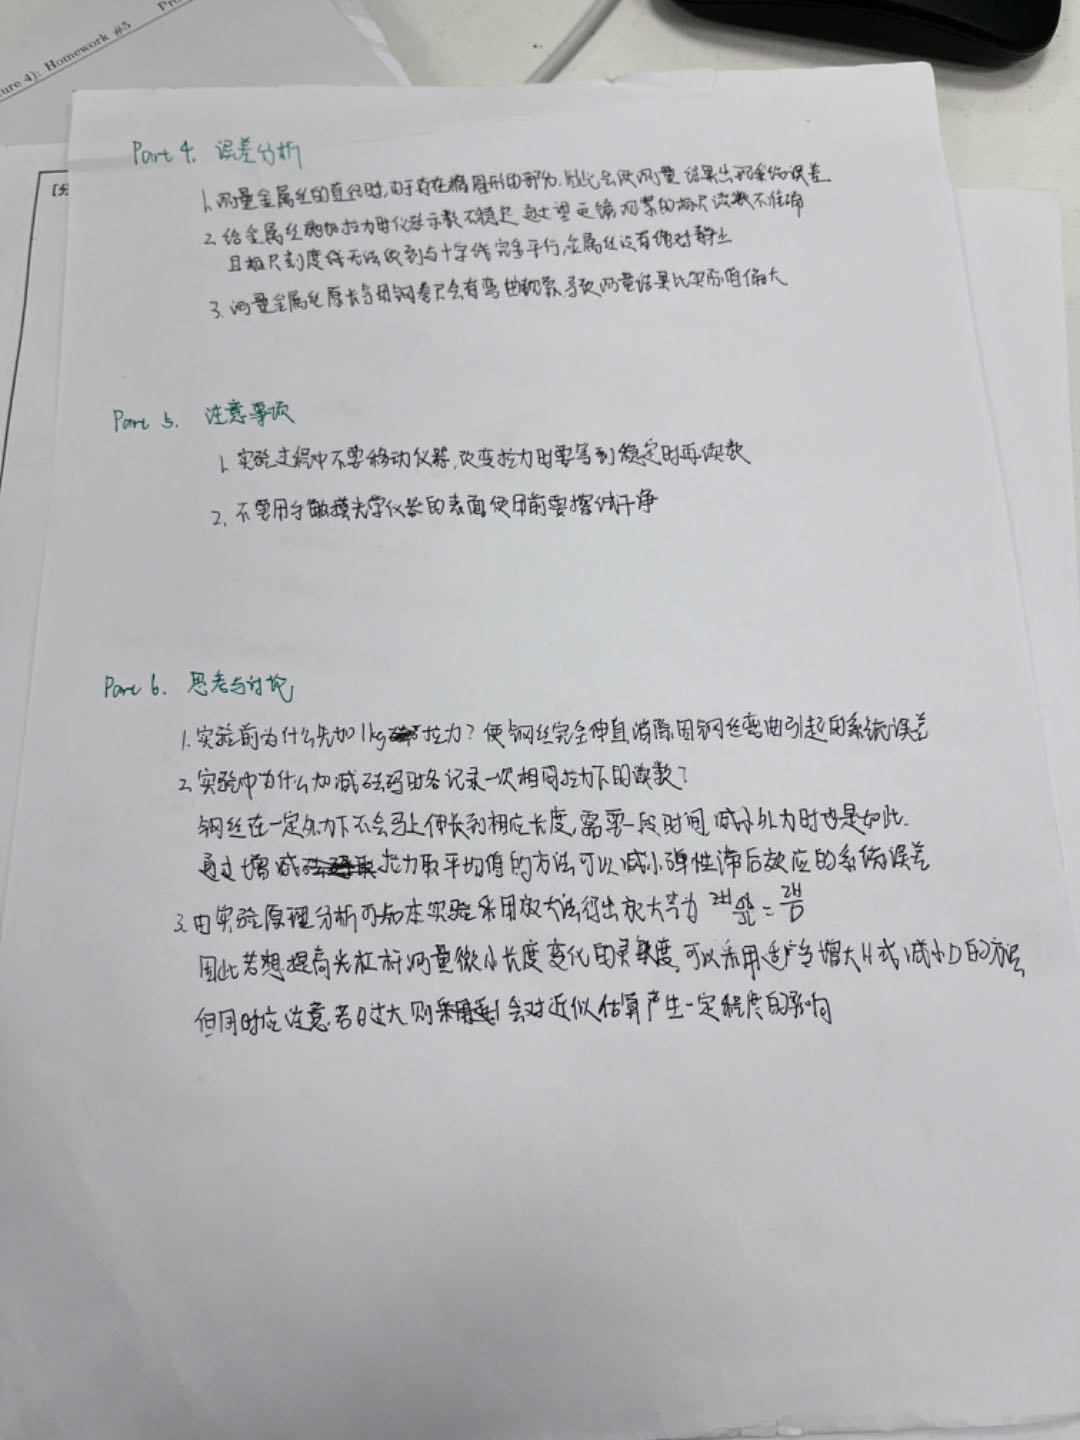 ure 4): Homework #5
Part 4. 误差分析
1. 测量金属丝的直径时,由于存在椭圆形的部分,因此会使测量结果出现系统误差
2. 给金属丝施加拉力时仪器示数不稳定 通过望远镜观察的标尺读数不准确
且标尺刻度线无法做到与十字线完全平行,金属丝没有绝对静止
3. 测量金属丝原长时钢卷尺会有弯曲现象导致测量结果比实际值偏大
Part 5. 注意事项
1. 实验过程中不要移动仪器,改变拉力时要等到稳定时再读数
2. 不要用手触摸光学仪器的表面使用前要擦拭干净
Part 6. 思考与讨论
1. 实验前为什么先加1kg拉力?使钢丝完全伸直消除因钢丝弯曲引起的系统误差
2. 实验中为什么加减砝码时各记录一次相同拉力下的读数?
钢丝在一定外力下不会马上伸长到相应长度,需要一段时间,减小外力时也是如此.
通过增减拉力取平均值的方法可以减小弹性滞后效应的系统误差
3. 由实验原理分析可知本实验采用放大法得出放大率为 = 2H/D
因此若想提高光杠杆测量微小长度变化的灵敏度,可以采用适当增大H或减小D的方法
但同时应注意,若过大,则会对近似估算产生一定程度的影响